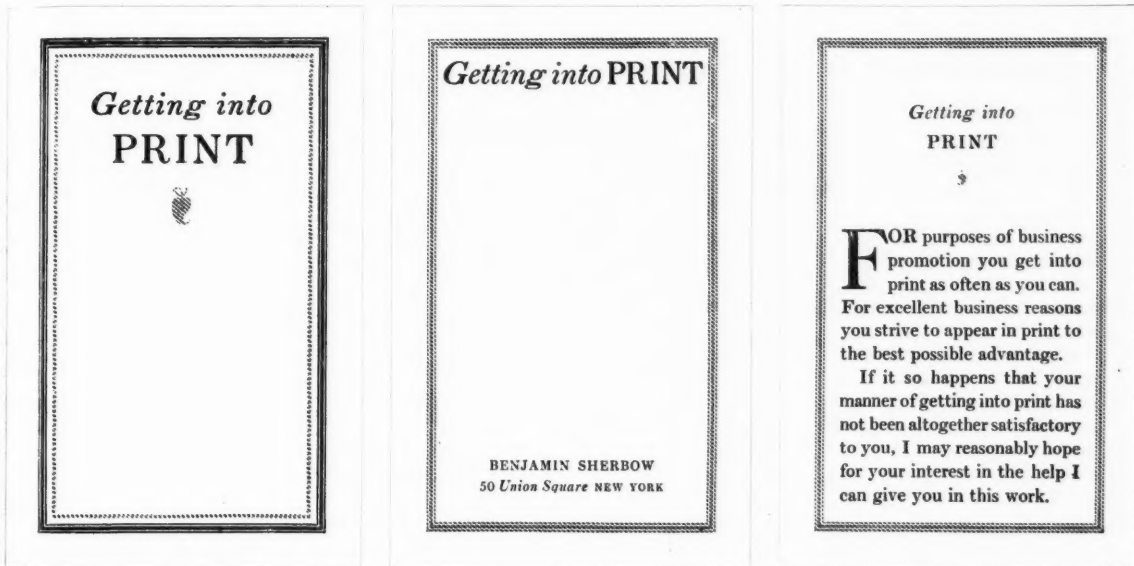 Getting into
PRINT
Getting into PRINT
BENJAMIN SHERBOW
50 Union Square NEW YORK
Getting into
PRINT
FOR purposes of business
promotion you get into
print as often as you can.
For excellent business reasons
you strive to appear in print to
the best possible advantage.
If it so happens that your
manner of getting into print has
not been altogether satisfactory
to you, I may reasonably hope
for your interest in the help I
can give you in this work.